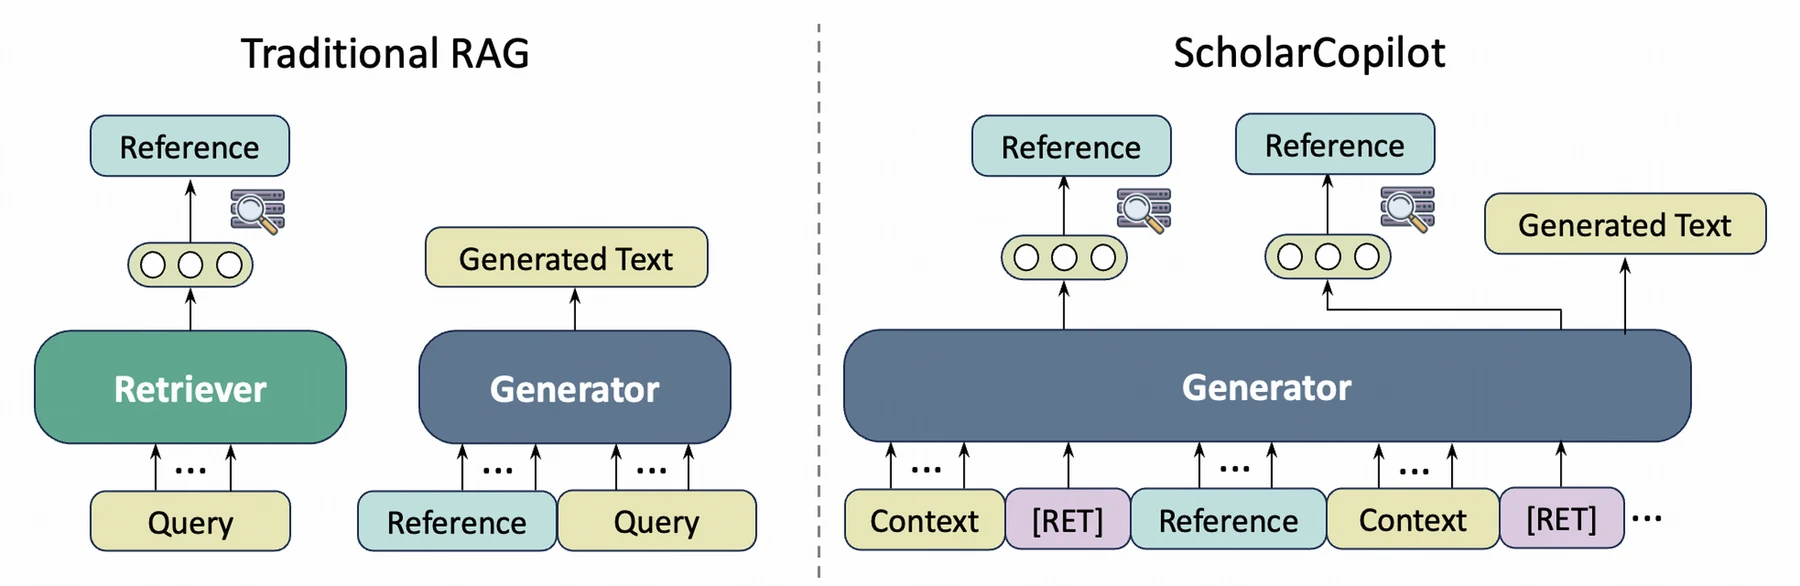 Traditional RAG
Reference
Generated Text
Retriever
Generator
...
...
...
Query
Reference
Query
ScholarCopilot
Reference
Reference
Generated Text
Generator
...
...
...
Context
[RET]
Reference
Context
[RET]
...